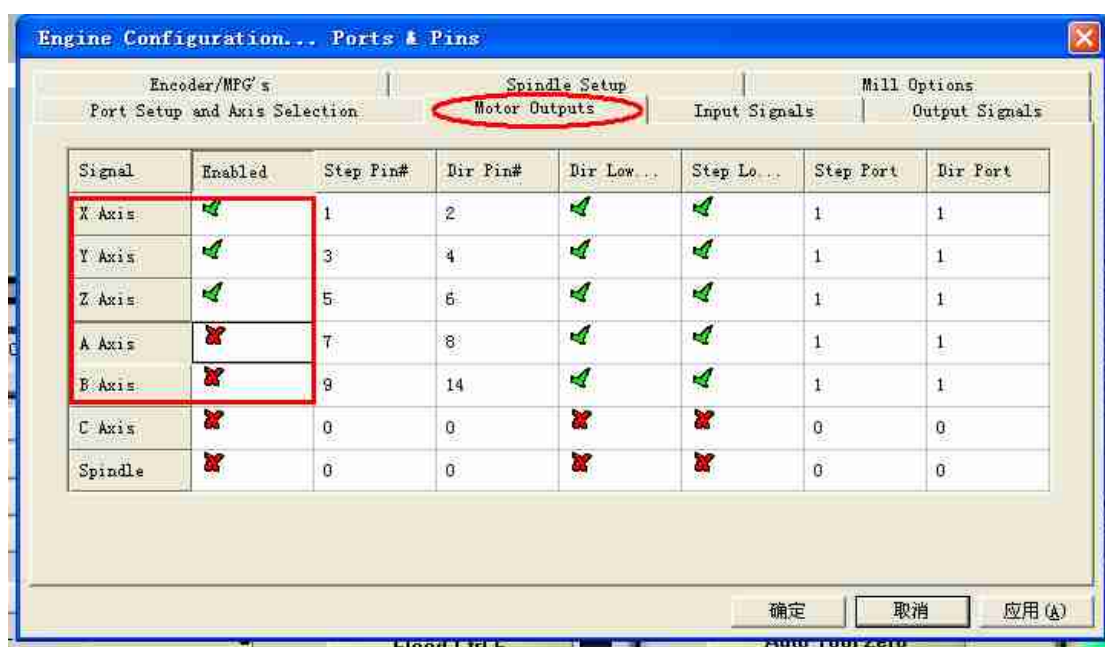 Engine Configuration... Ports & Pins
Encoder/MPG's Spindle Setup Mill Options
Port Setup and Axis Selection Motor Outputs Input Signals Output Signals
Signal Enabled Step Pin# Dir Pin# Dir Low... Step Lo... Step Port Dir Port
X Axis 1 2 1 1
Y Axis 3 4 1 1
Z Axis 5 6 1 1
A Axis 7 8 1 1
B Axis 9 14 1 1
C Axis 0 0 0 0
Spindle 0 0 0 0
确定 取消 应用(A)